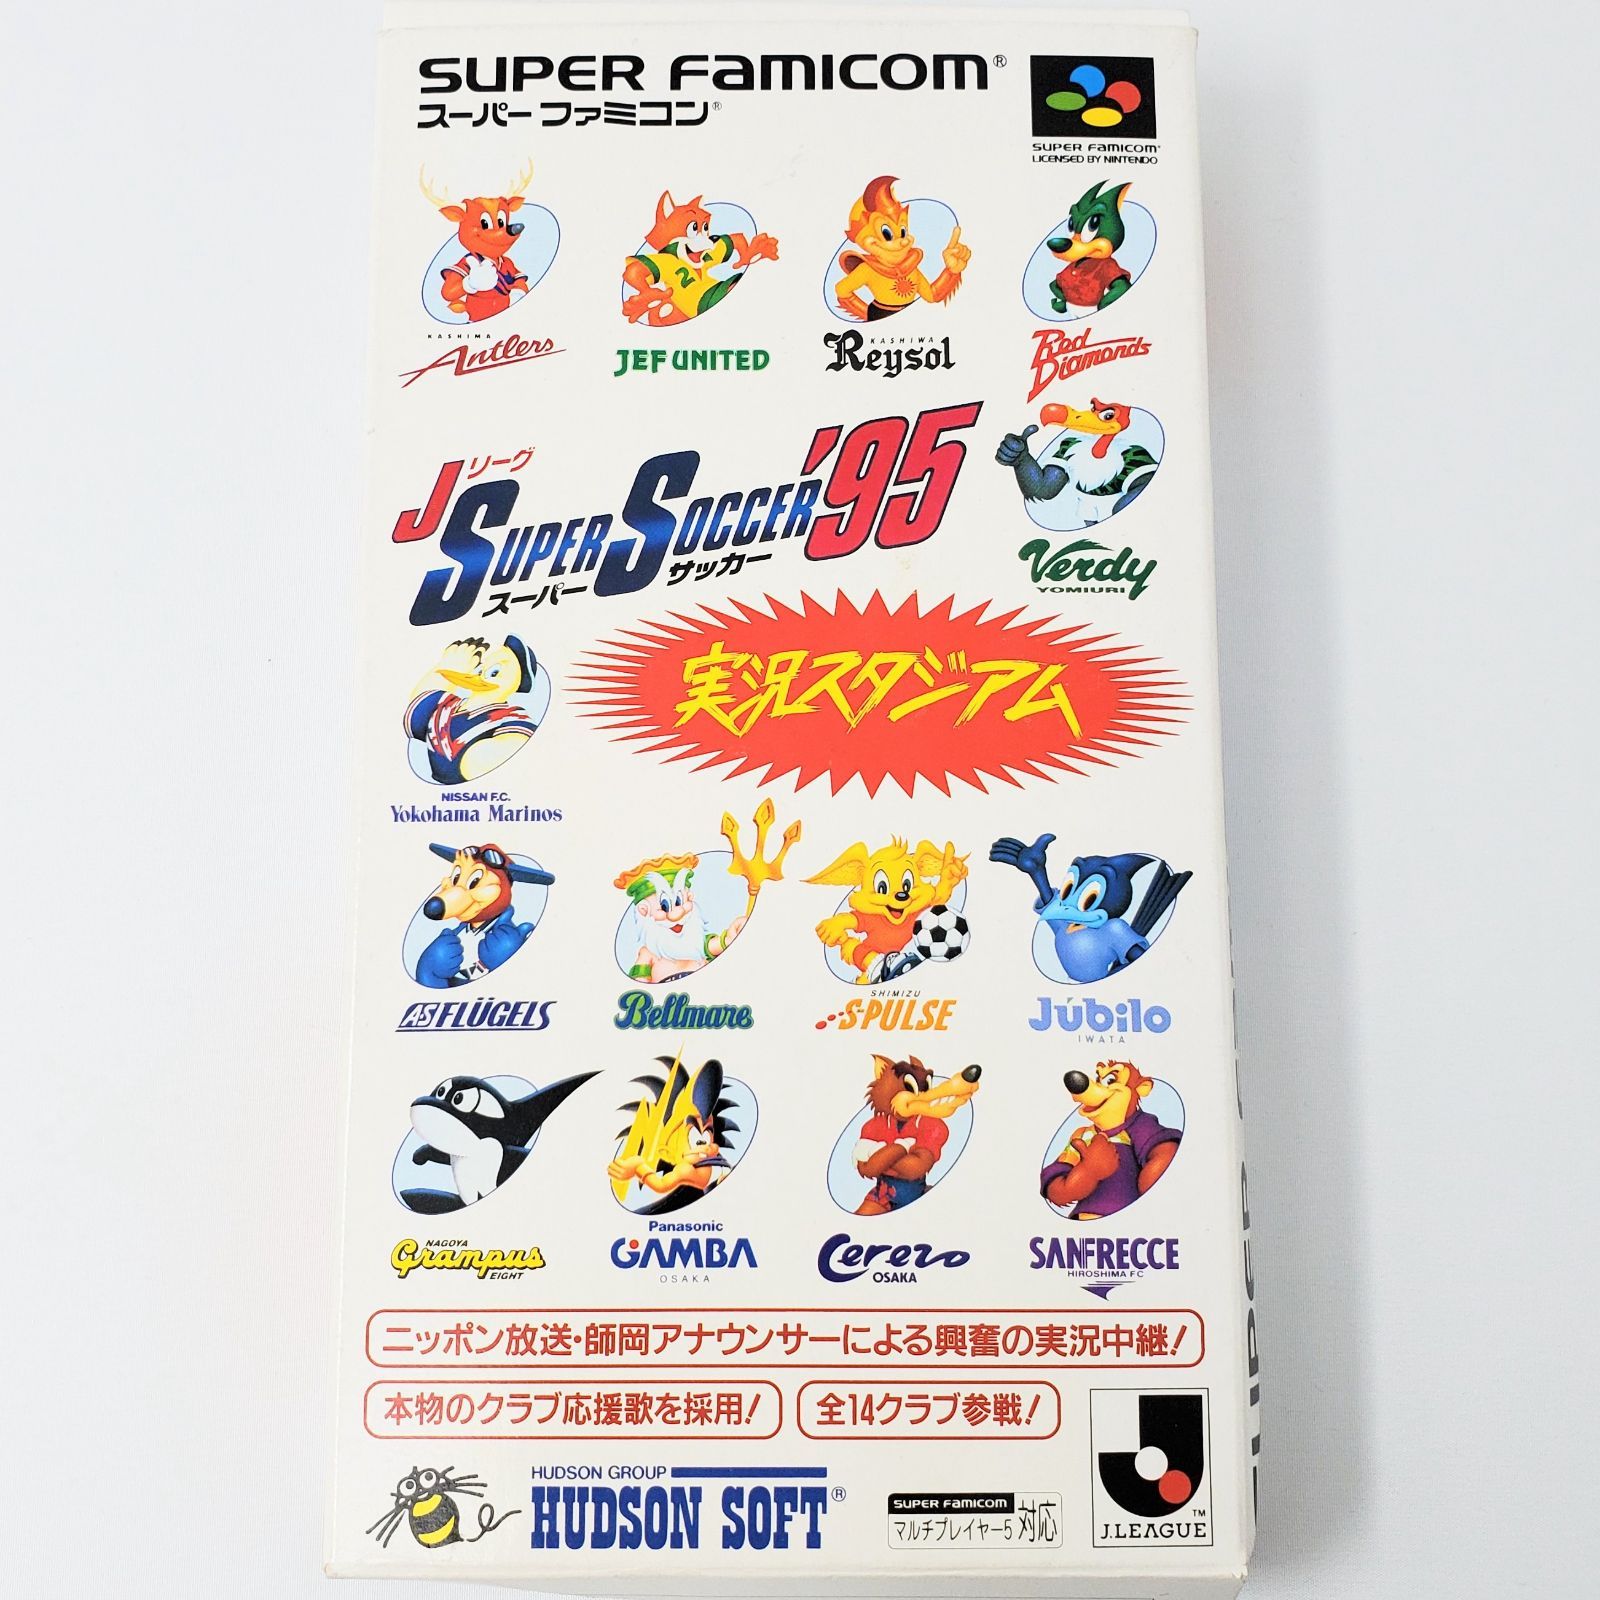 SUPER FAMICOM®
スーパーファミコン®
SUPER FAMICOM®
LICENSED BY NINTENDO
KASHIMA
Antlers
JEF UNITED
KASHIWA
Reysol
Red
Diamonds
Jリーグ
SUPER SOCCER '95
スーパー サッカー
Verdy
YOMIURI
実況スタジアム
NISSAN F.C.
Yokohama Marinos
AS FLÜGELS
Bellmare
SHIMIZU
S-PULSE
Júbilo
IWATA
NAGOYA
Grampus
EIGHT
Panasonic
GAMBA
OSAKA
Cerezo
OSAKA
SANFRECCE
HIROSHIMA FC
ニッポン放送・師岡アナウンサーによる興奮の実況中継!
本物のクラブ応援歌を採用!
全14クラブ参戦!
HUDSON GROUP
HUDSON SOFT®
SUPER FAMICOM
マルチプレイヤー5 対応
J.LEAGUE™